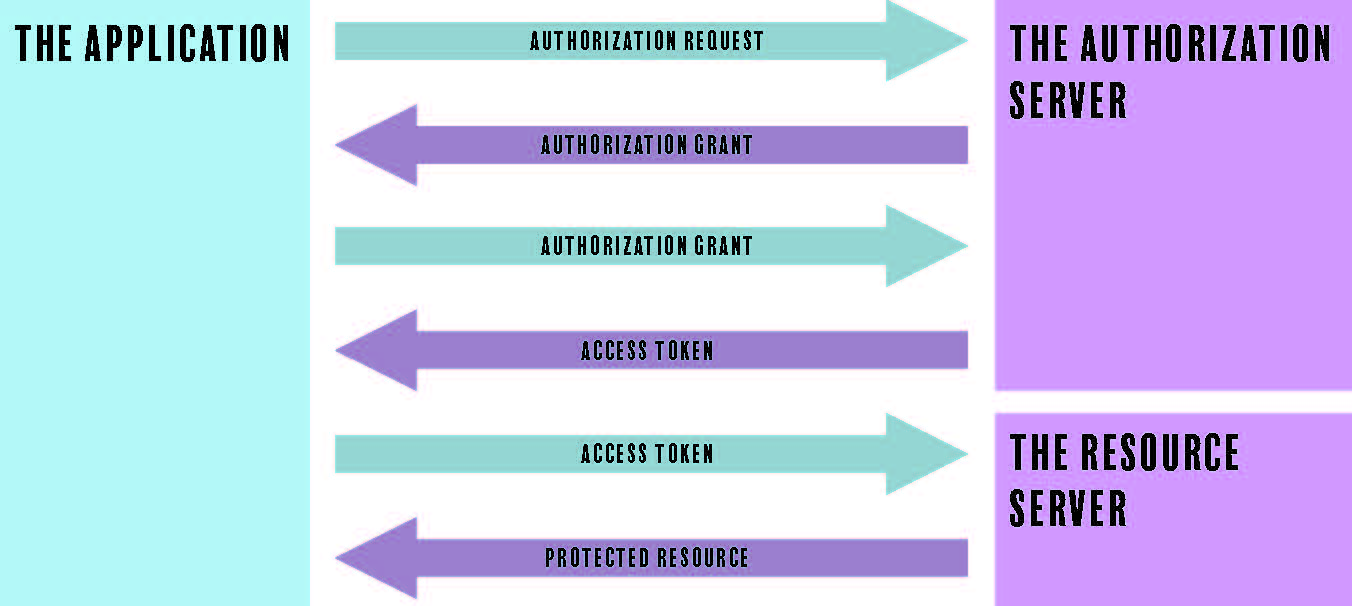 THE APPLICATION
AUTHORIZATION REQUEST
THE AUTHORIZATION
SERVER
AUTHORIZATION GRANT
AUTHORIZATION GRANT
ACCESS TOKEN
ACCESS TOKEN
THE RESOURCE
SERVER
PROTECTED RESOURCE